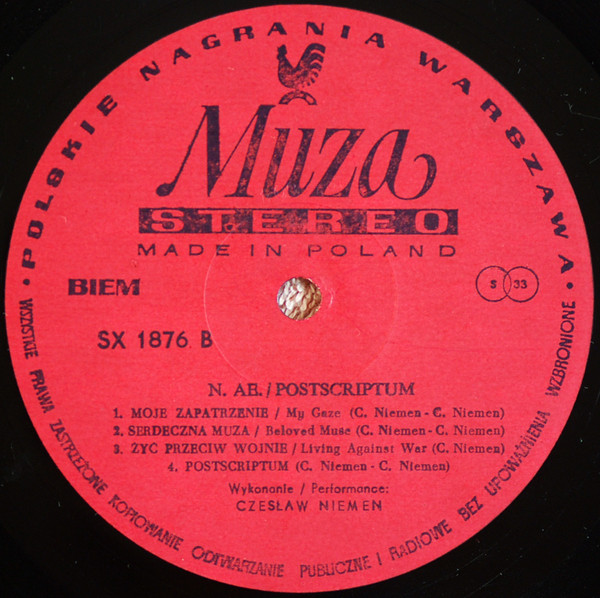 POLSKIE NAGRANIA WARSZAWA
Muza
STEREO
MADE IN POLAND
BIEM
S 33
SX 1876 B
N. AE./POSTSCRIPTUM
1. MOJE ZAPATRZENIE / My Gaze (C. Niemen - C. Niemen)
2. SERDECZNA MUZA / Beloved Muse (C. Niemen - C. Niemen)
3. ŻYC PRZECIW WOJNIE / Living Against War (C. Niemen)
4. POSTSCRIPTUM (C. Niemen - C. Niemen)
Wykonanie / Performance:
CZESŁAW NIEMEN
WSZYSTKIE PRAWA ZASTRZEŻONE KOPIOWANIE ODTWARZANIE PUBLICZNE I RADIOWE BEZ UPOWAŻNIENIA WZBRONIONE